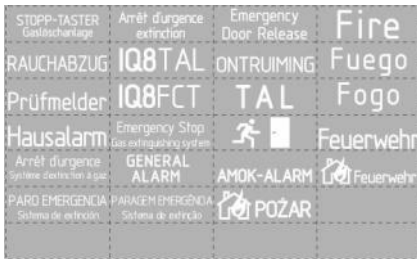 STOPP-TASTER
Gaslöschanlage
Arrêt d'urgence
extinction
Emergency
Door Release
Fire
RAUCHABZUG
IQ8TAL
ONTRUIMING
Fuego
Prüfmelder
IQ8FCT
TAL
Fogo
Hausalarm
Emergency Stop
Gas extinguishing system
Feuerwehr
Arrêt d'urgence
Système d'extinction à gaz
GENERAL
ALARM
AMOK-ALARM
Feuerwehr
PARO EMERGENCIA
Sistema de extinción
PARAGEM EMERGÊNCIA
Sistema de extinção
POŻAR